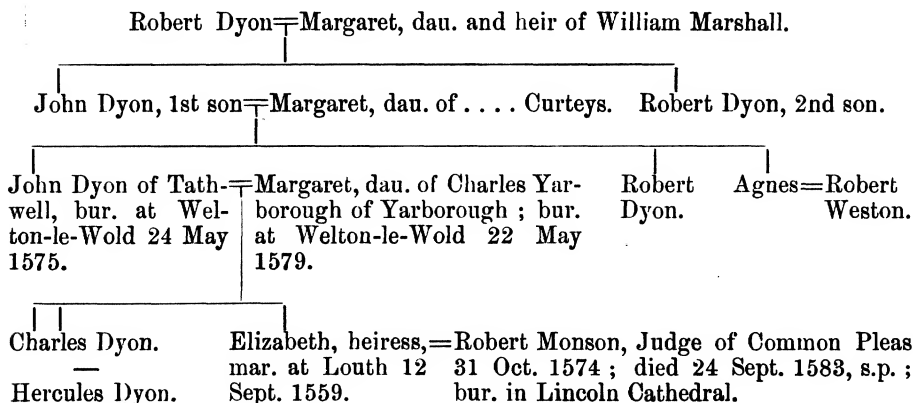 Robert Dyon=Margaret, dau. and heir of William Marshall.
John Dyon, 1st son=Margaret, dau. of . . . . Curteys. Robert Dyon, 2nd son.
John Dyon of Tath-
well, bur. at Wel-
ton-le-Wold 24 May
1575.
=Margaret, dau. of Charles Yar-
borough of Yarborough ; bur.
at Welton-le-Wold 22 May
1579.
Robert
Dyon.
Agnes=Robert
Weston.
Charles Dyon.
—
Hercules Dyon.
Elizabeth, heiress,
mar. at Louth 12
Sept. 1559.
=Robert Monson, Judge of Common Pleas
31 Oct. 1574 ; died 24 Sept. 1583, s.p. ;
bur. in Lincoln Cathedral.